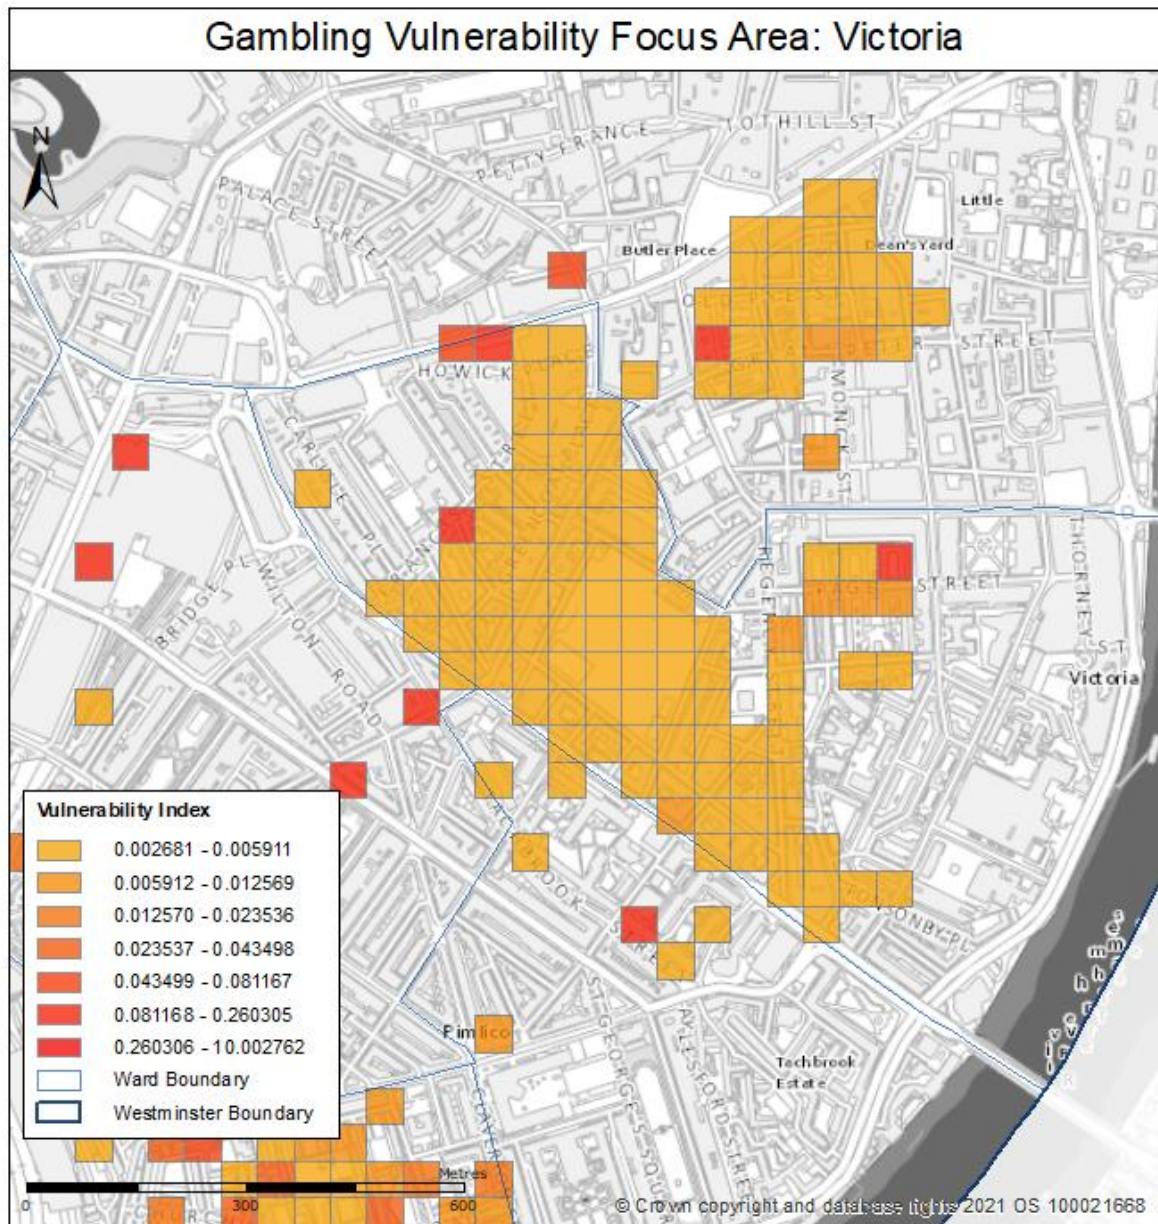 Gambling Vulnerability Focus Area: Victoria
N
TOTHILL ST
PETTY FRANCE
PALACE STREET
Little
Butler Place
Dean's Yard
HOWICK PLACE
STREET
MONCK ST
CARLISLE PL
PAGE STREET
THORNEY ST
BRIDGE PL
WILTON ROAD
Victoria
Vulnerability Index
0.002681 - 0.005911
0.005912 - 0.012569
0.012570 - 0.023536
0.023537 - 0.043498
0.043499 - 0.081167
0.081168 - 0.260305
0.260306 - 10.002762
Ward Boundary
Westminster Boundary
PONSONBY PL
STREET
Pimlico
Tachbrook
Estate
ST GEORGE'S SQUARE
AYLESFORD STREET
Metres
0
300
600
© Crown copyright and database rights 2021 OS 100021668